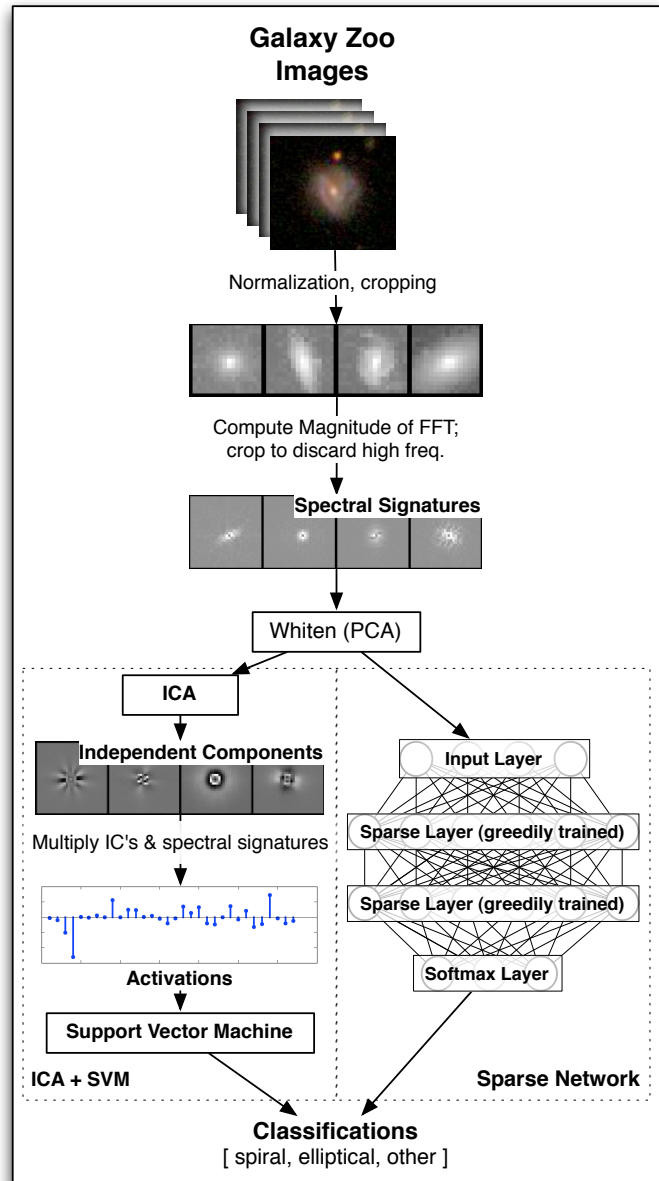 Galaxy Zoo
Images
Normalization, cropping
Compute Magnitude of FFT;
crop to discard high freq.
Spectral Signatures
Whiten (PCA)
ICA
Independent Components
Multiply IC's & spectral signatures
Activations
Support Vector Machine
ICA + SVM
Input Layer
Sparse Layer (greedily trained)
Sparse Layer (greedily trained)
Softmax Layer
Sparse Network
Classifications
[ spiral, elliptical, other ]